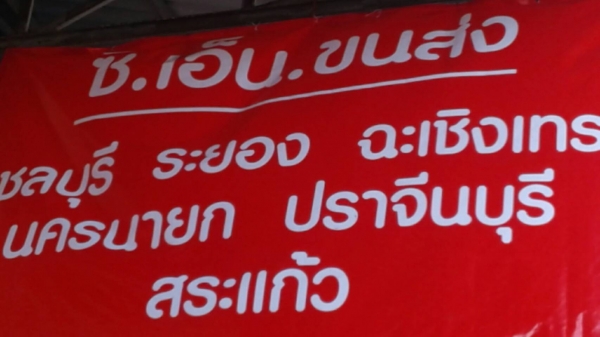 ซี.เอ็น.ขนส่ง
ชลบุรี ระยอง ฉะเชิงเทร
นครนายก ปราจีนบุรี
สระแก้ว